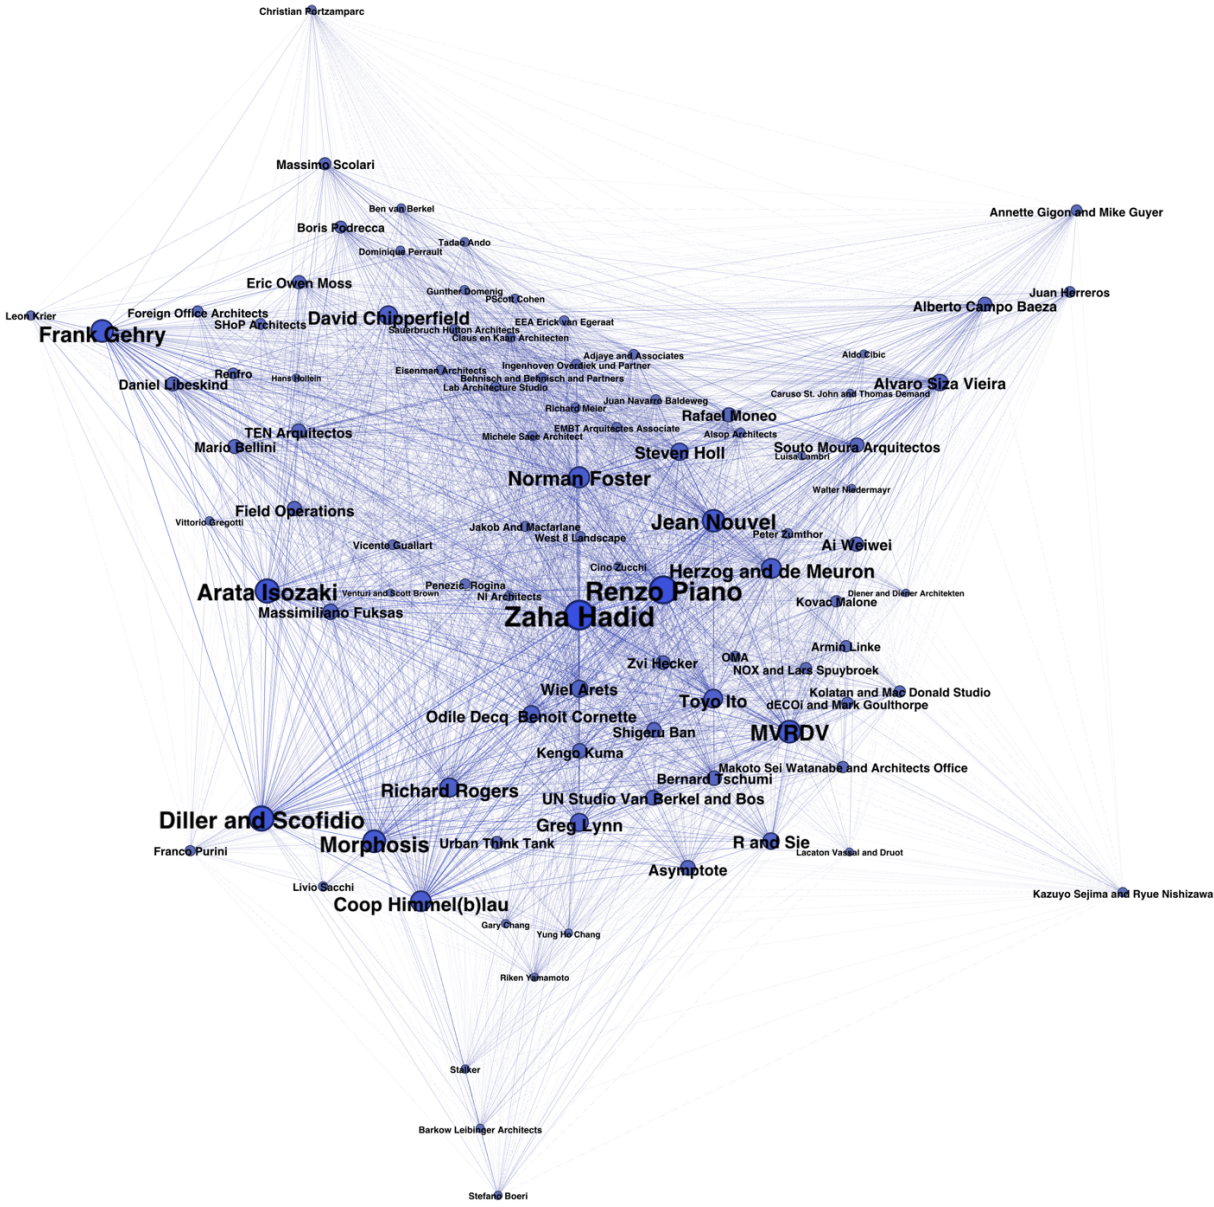 Christian Portzamparc
Massimo Scolari
Ben van Berkel
Annette Gigon and Mike Guyer
Boris Podrecca
Tadao Ando
Dominique Perrault
Eric Owen Moss
Gunther Domenig
Juan Herreros
PScott Cohen
Alberto Campo Baeza
Foreign Office Architects
Leon Krier
David Chipperfield
EEA Erick van Egeraat
SHoP Architects
Sauerbruch Hutton Architects
Frank Gehry
Claus en Kaan Architecten
Adjaye and Associates
Aldo Cibic
Ingenhoven Overdiek und Partner
Eisenman Architects
Renfro
Hans Hollein
Behnisch and Behnisch and Partners
Daniel Libeskind
Alvaro Siza Vieira
Lab Architecture Studio
Caruso St. John and Thomas Demand
Juan Navarro Baldeweg
Richard Meier
Rafael Moneo
EMBT Arquitectes Associate
TEN Arquitectos
Alsop Architects
Michele Saee Architect
Mario Bellini
Souto Moura Arquitectos
Steven Holl
Luisa Lambri
Norman Foster
Walter Niedermayr
Field Operations
Vittorio Gregotti
Jean Nouvel
Jakob And Macfarlane
Peter Zumthor
West 8 Landscape
Vicente Guallart
Ai Weiwei
Cino Zucchi
Herzog and de Meuron
Penezic Rogina
Arata Isozaki
Venturi and Scott Brown
Renzo Piano
Diener and Diener Architekten
NI Architects
Kovac Malone
Massimiliano Fuksas
Zaha Hadid
Armin Linke
OMA
Zvi Hecker
NOX and Lars Spuybroek
Wiel Arets
Kolatan and Mac Donald Studio
Toyo Ito
dECOi and Mark Goulthorpe
Odile Decq Benoit Cornette
Shigeru Ban
MVRDV
Kengo Kuma
Makoto Sei Watanabe and Architects Office
Bernard Tschumi
Richard Rogers
UN Studio Van Berkel and Bos
Diller and Scofidio
Greg Lynn
Morphosis
Urban Think Tank
R and Sie
Franco Purini
Lacaton Vassal and Druot
Asymptote
Livio Sacchi
Kazuyo Sejima and Ryue Nishizawa
Coop Himmel(b)lau
Gary Chang
Yung Ho Chang
Riken Yamamoto
Stalker
Barkow Leibinger Architects
Stefano Boeri